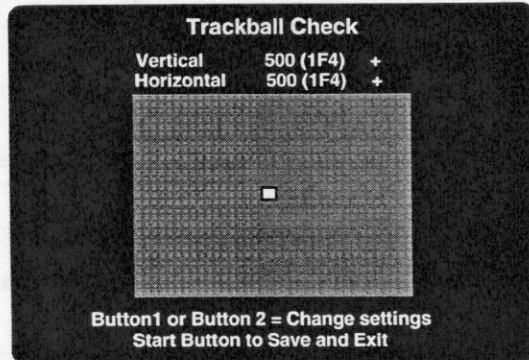 Trackball Check
Vertical 500 (1F4) +
Horizontal 500 (1F4) +
Button1 or Button 2 = Change settings
Start Button to Save and Exit